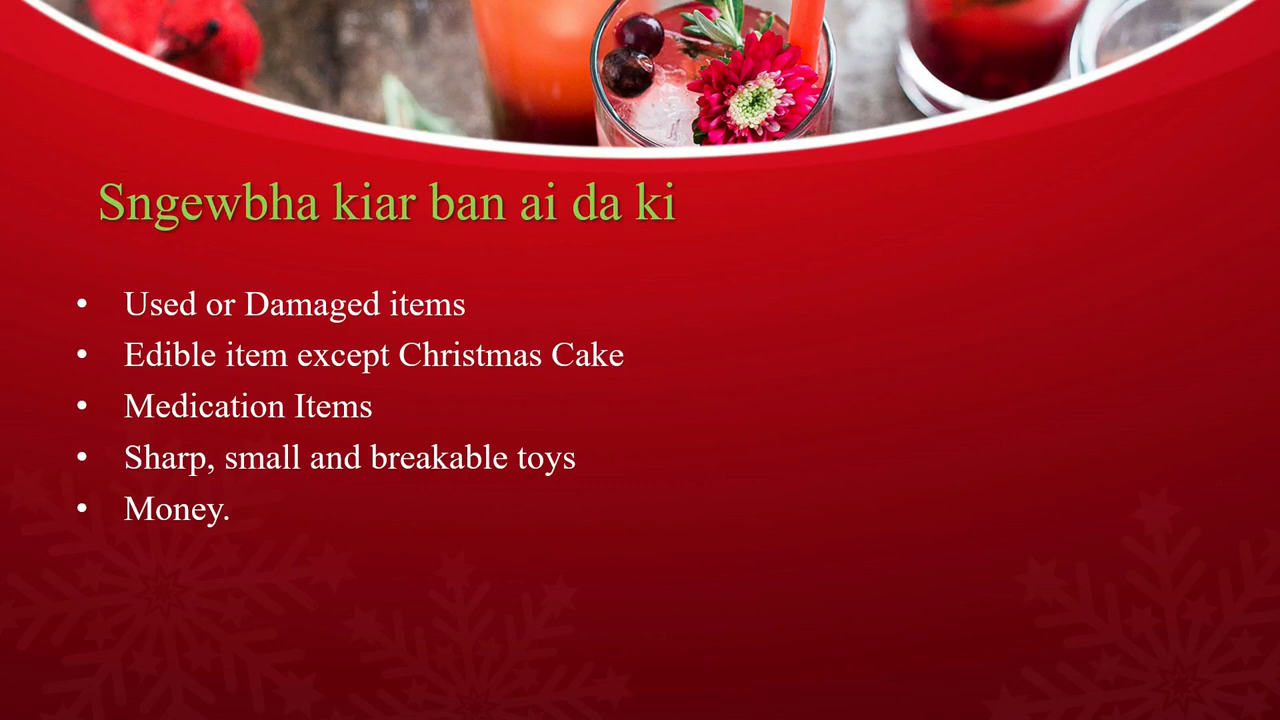 Sngewbha kiar ban ai da ki
• Used or Damaged items
• Edible item except Christmas Cake
• Medication Items
• Sharp, small and breakable toys
• Money.